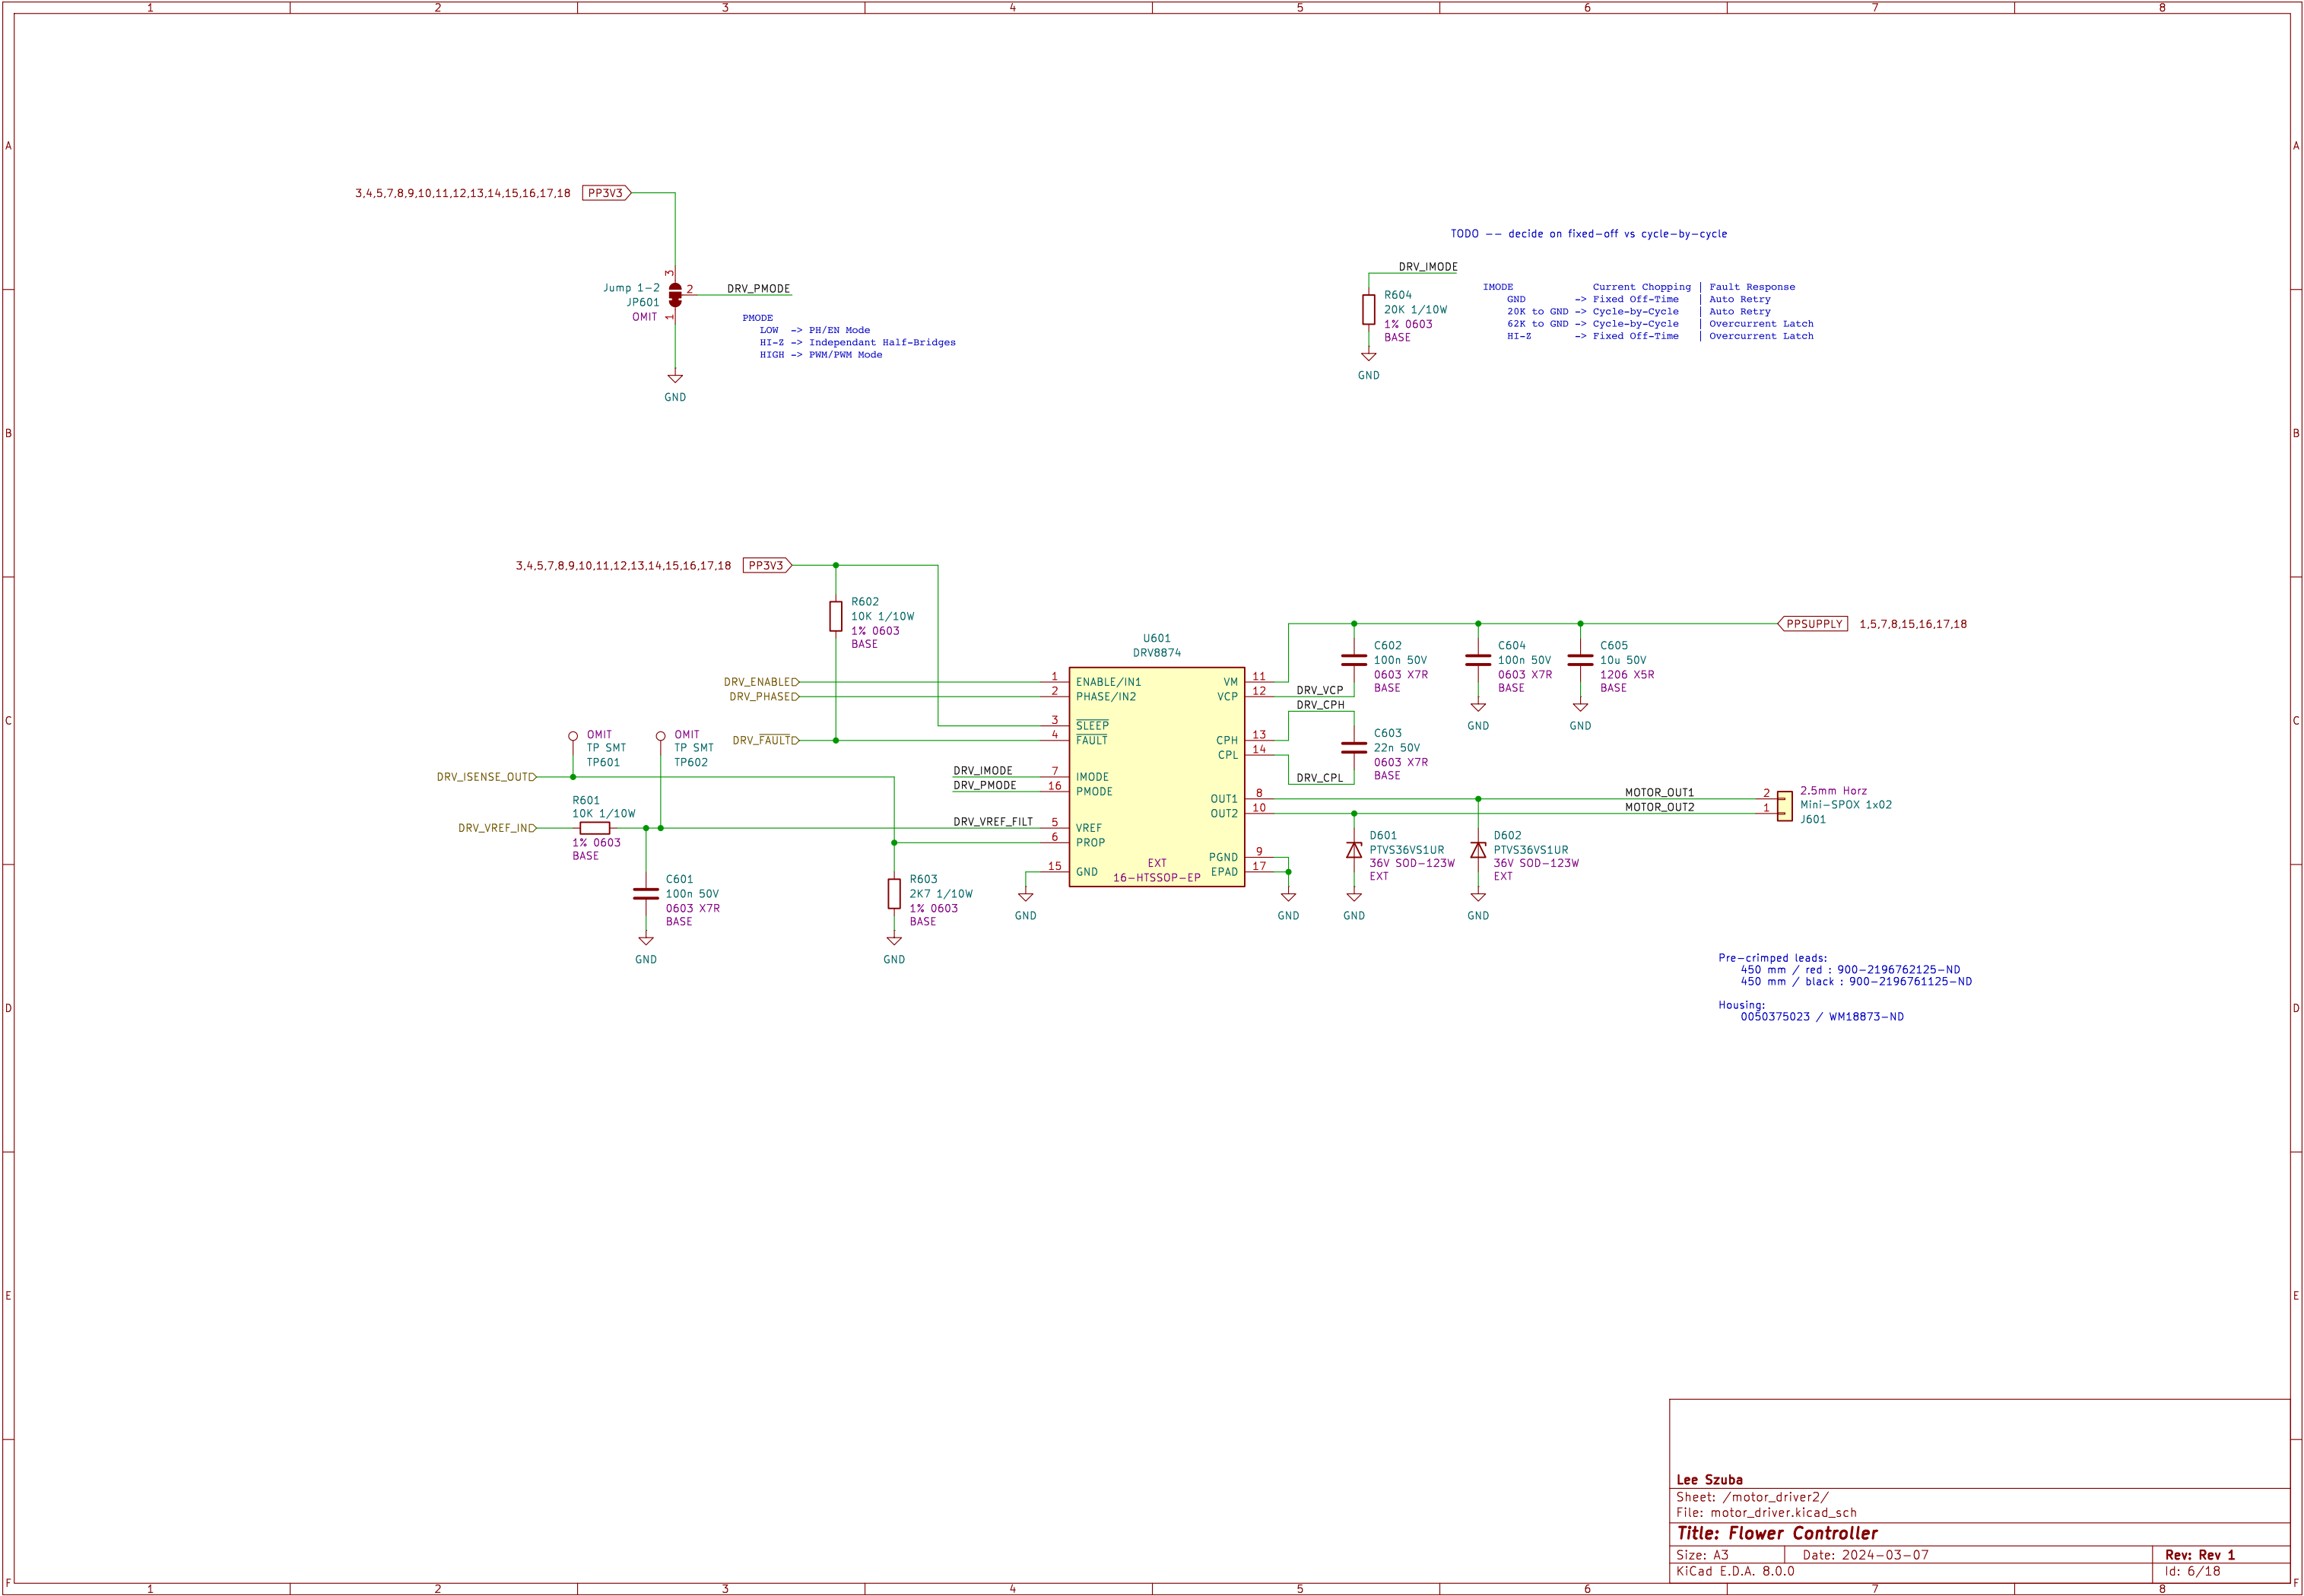 1 2 3 4 5 6 7 8
A A
3,4,5,7,8,9,10,11,12,13,14,15,16,17,18 PP3V3
TODO -- decide on fixed-off vs cycle-by-cycle
DRV_IMODE
3
Jump 1-2
JP601
OMIT
2
1
DRV_PMODE
PMODE
LOW -> PH/EN Mode
HI-Z -> Independant Half-Bridges
HIGH -> PWM/PWM Mode
GND
R604
20K 1/10W
1% 0603
BASE
GND
IMODE Current Chopping | Fault Response
GND -> Fixed Off-Time | Auto Retry
20K to GND -> Cycle-by-Cycle | Auto Retry
62K to GND -> Cycle-by-Cycle | Overcurrent Latch
HI-Z -> Fixed Off-Time | Overcurrent Latch
B B
3,4,5,7,8,9,10,11,12,13,14,15,16,17,18 PP3V3
R602
10K 1/10W
1% 0603
BASE
DRV_ENABLE
DRV_PHASE
DRV_FAULT
OMIT
TP SMT
TP601
OMIT
TP SMT
TP602
DRV_ISENSE_OUT
R601
10K 1/10W
DRV_VREF_IN
1% 0603
BASE
C601
100n 50V
0603 X7R
BASE
GND
R603
2K7 1/10W
1% 0603
BASE
GND
DRV_IMODE
DRV_PMODE
DRV_VREF_FILT
GND
U601
DRV8874
1 ENABLE/IN1 VM 11
2 PHASE/IN2 VCP 12
3 SLEEP
4 FAULT CPH 13
CPL 14
7 IMODE
16 PMODE
OUT1 8
OUT2 10
5 VREF
6 PROP
PGND 9
15 GND EPAD 17
EXT
16-HTSSOP-EP
GND
DRV_VCP
DRV_CPH
DRV_CPL
C602
100n 50V
0603 X7R
BASE
C604
100n 50V
0603 X7R
BASE
GND
C605
10u 50V
1206 X5R
BASE
GND
PPSUPPLY 1,5,7,8,15,16,17,18
C603
22n 50V
0603 X7R
BASE
MOTOR_OUT1
MOTOR_OUT2
2
1
2.5mm Horz
Mini-SPOX 1x02
J601
D601
PTVS36VS1UR
36V SOD-123W
EXT
GND
D602
PTVS36VS1UR
36V SOD-123W
EXT
GND
C C
Pre-crimped leads:
450 mm / red : 900-2196762125-ND
450 mm / black : 900-2196761125-ND
Housing:
0050375023 / WM18873-ND
D D
E E
Lee Szuba
Sheet: /motor_driver2/
File: motor_driver.kicad_sch
Title: Flower Controller
Size: A3 Date: 2024-03-07 Rev: Rev 1
KiCad E.D.A. 8.0.0 Id: 6/18
F F
1 2 3 4 5 6 7 8